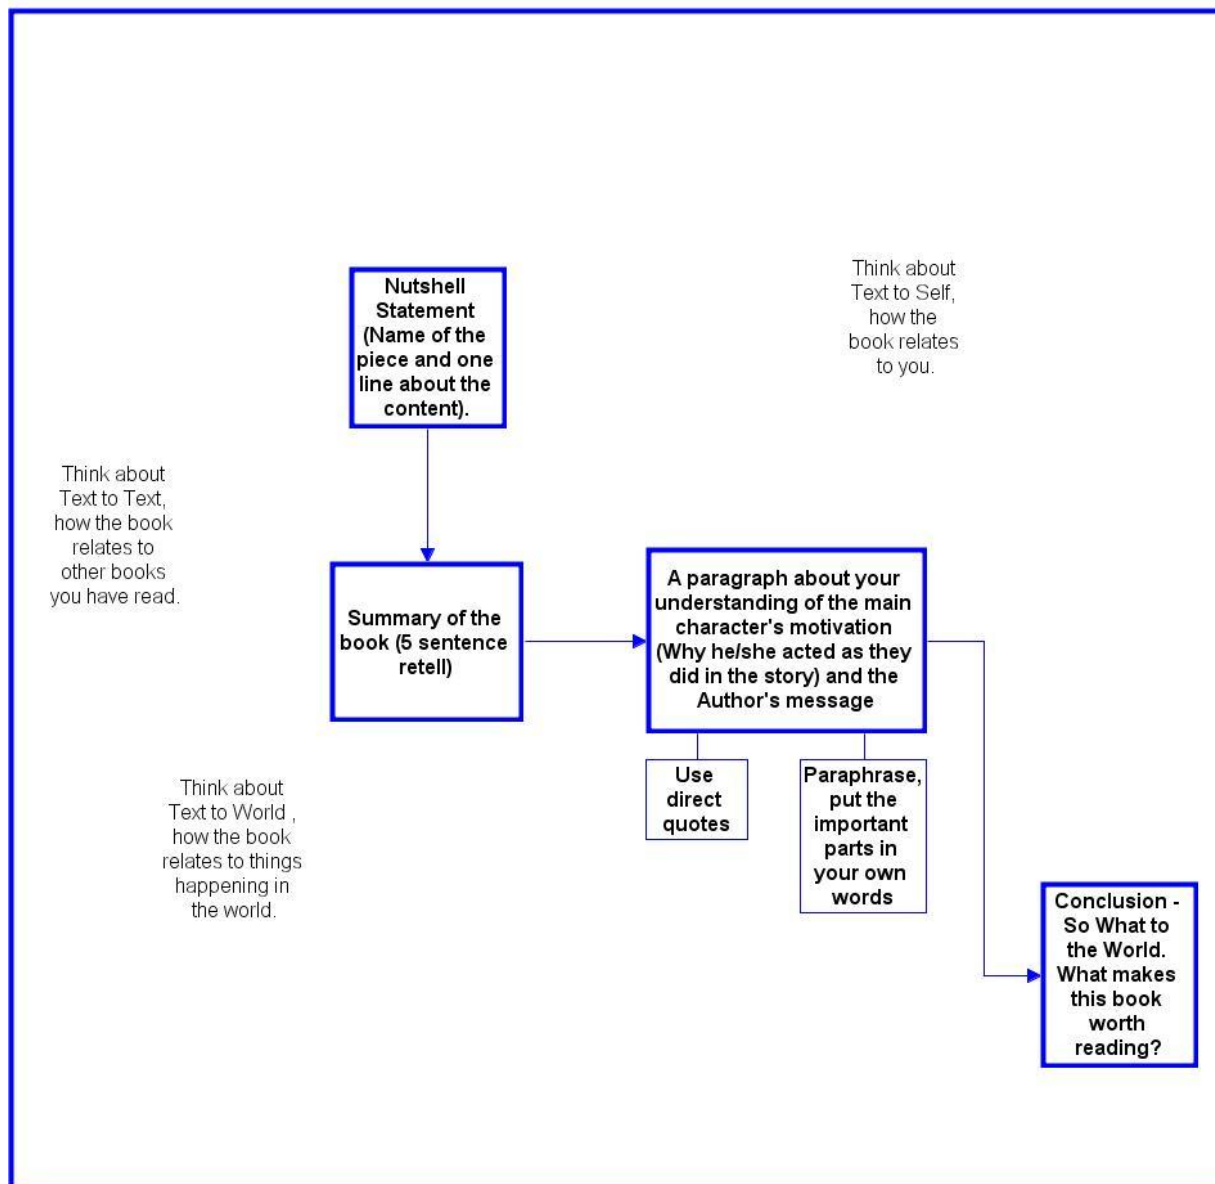 Nutshell
Statement
(Name of the
piece and one
line about the
content).
Think about
Text to Self,
how the
book relates
to you.
Think about
Text to Text,
how the book
relates to
other books
you have read.
Summary of the
book (5 sentence
retell)
A paragraph about your
understanding of the main
character's motivation
(Why he/she acted as they
did in the story) and the
Author's message
Use
direct
quotes
Paraphrase,
put the
important
parts in
your own
words
Think about
Text to World ,
how the book
relates to things
happening in
the world.
Conclusion -
So What to
the World.
What makes
this book
worth
reading?